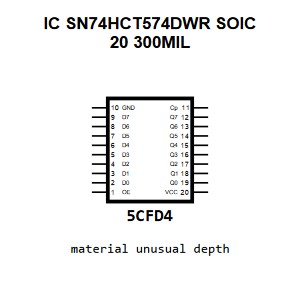 IC SN74HCT574DWR SOIC
20 300MIL
10 GND Cp 11
9 D7 Q7 12
8 D6 Q6 13
7 D5 Q5 14
6 D4 Q4 15
5 D3 Q3 16
4 D2 Q2 17
3 D1 Q1 18
2 D0 Q0 19
1 OE VCC 20
5CFD4
material unusual depth